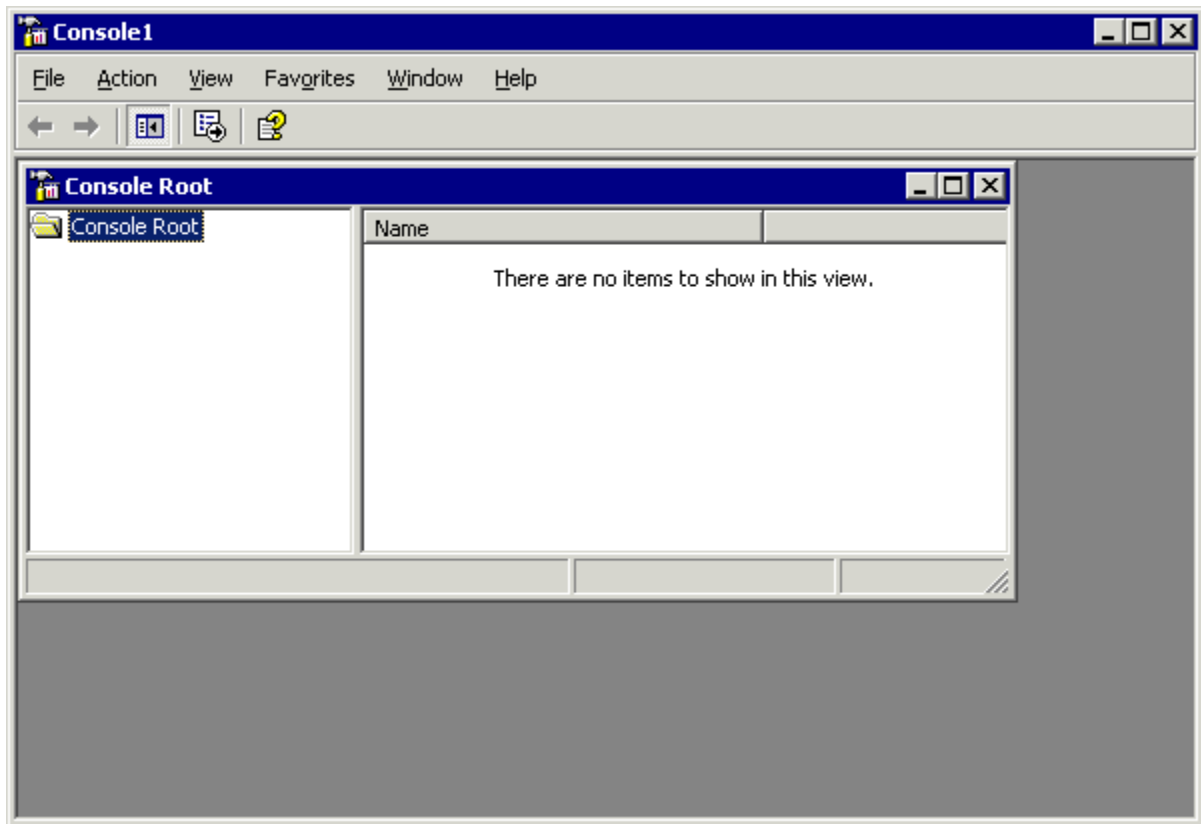 Console1
File Action View Favorites Window Help
Console Root
Console Root Name
There are no items to show in this view.